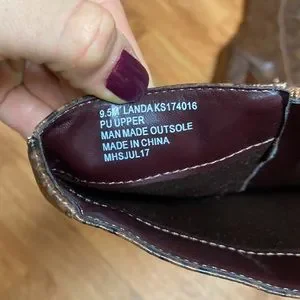 9.5M LANDA KS174016
PU UPPER
MAN MADE OUTSOLE
MADE IN CHINA
MHSJUL17